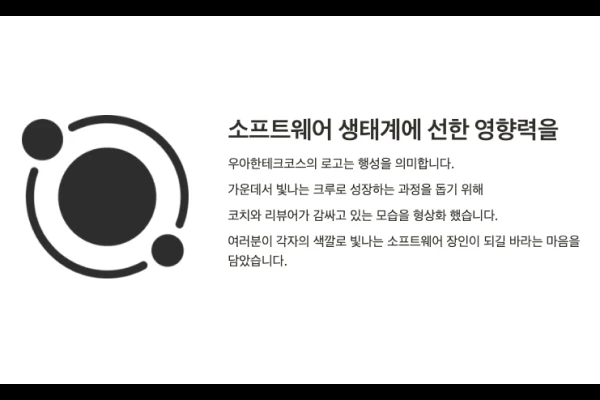 소프트웨어 생태계에 선한 영향력을
우아한테크코스의 로고는 행성을 의미합니다.
가운데서 빛나는 크루로 성장하는 과정을 돕기 위해
코치와 리뷰어가 감싸고 있는 모습을 형상화 했습니다.
여러분이 각자의 색깔로 빛나는 소프트웨어 장인이 되길 바라는 마음을
담았습니다.